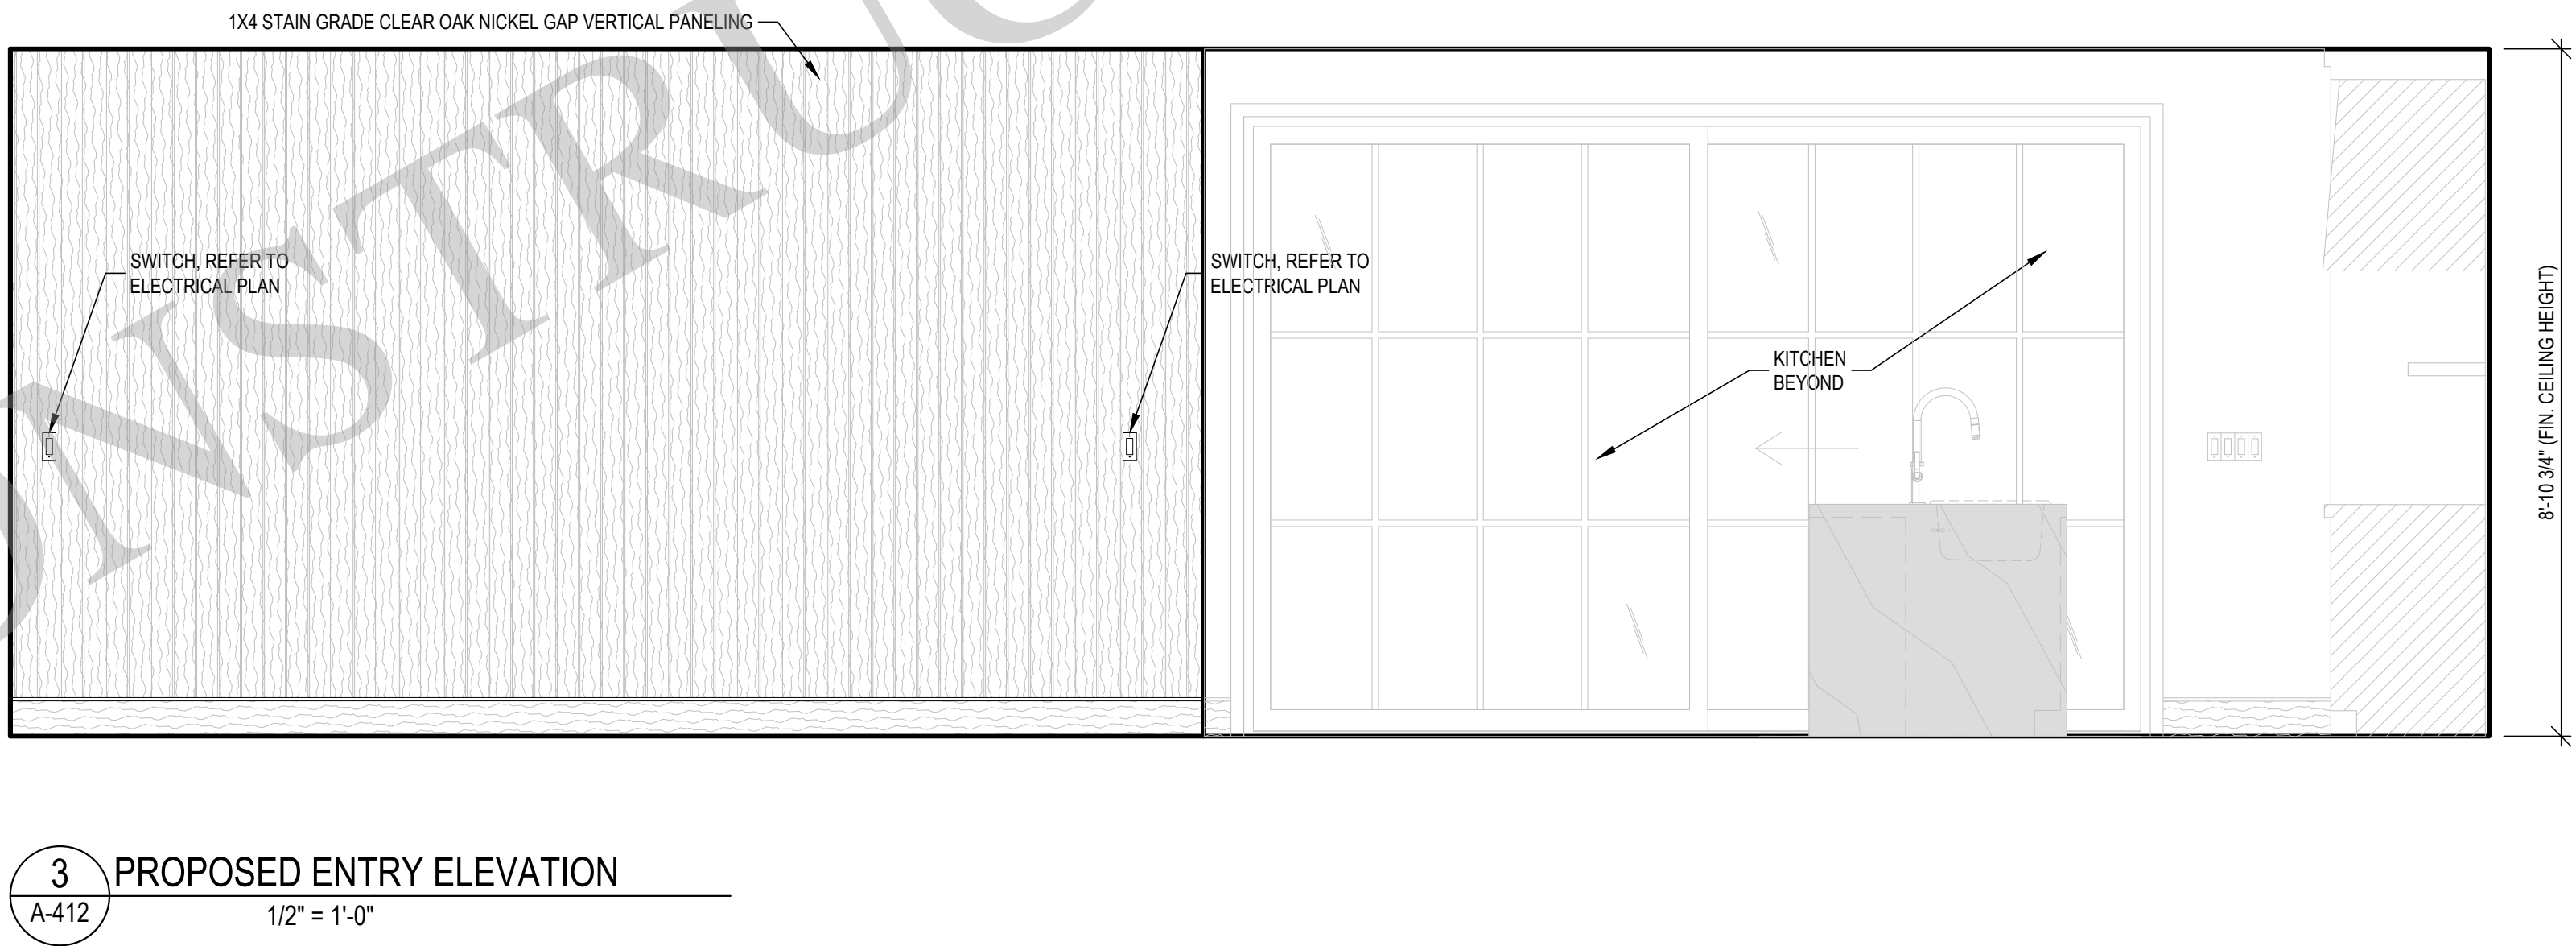 1X4 STAIN GRADE CLEAR OAK NICKEL GAP VERTICAL PANELING
SWITCH, REFER TO
ELECTRICAL PLAN
SWITCH, REFER TO
ELECTRICAL PLAN
KITCHEN
BEYOND
8'-10 3/4" (FIN. CEILING HEIGHT)
3
A-412
PROPOSED ENTRY ELEVATION
1/2" = 1'-0"